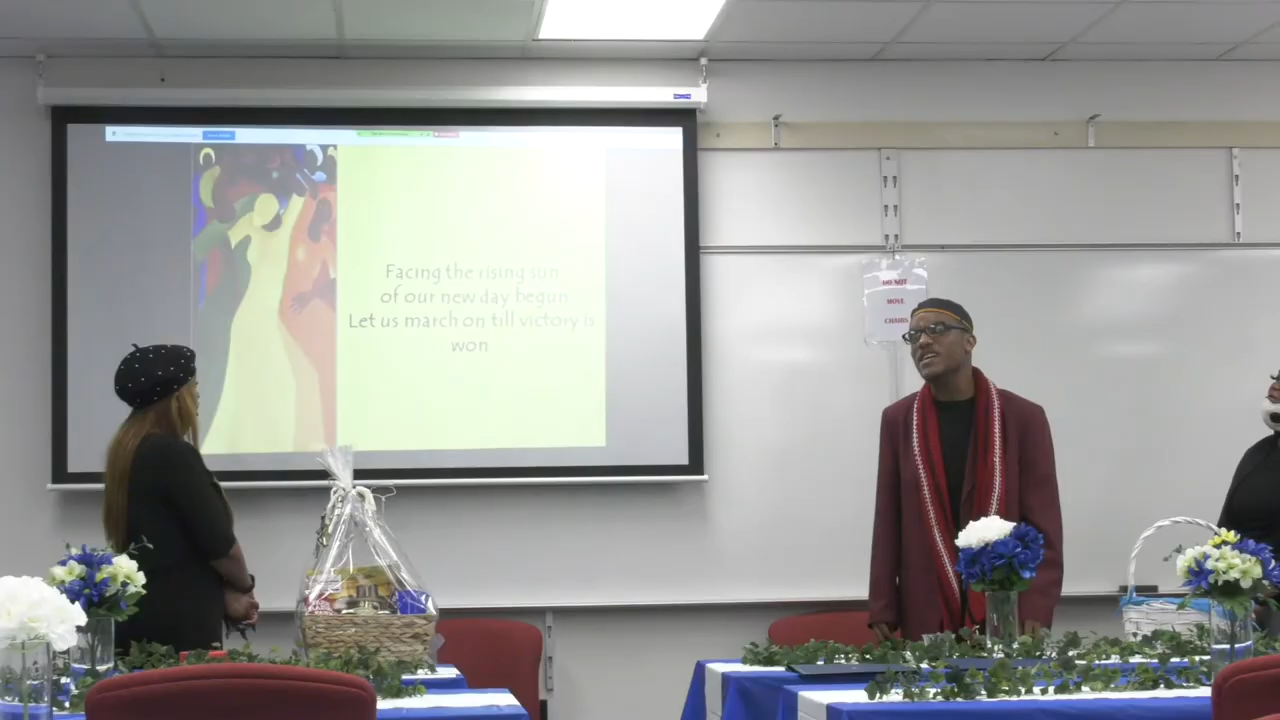 Facing the rising sun
of our new day begun
Let us march on till victory is
won
DO NOT
MOVE
CHAIRS